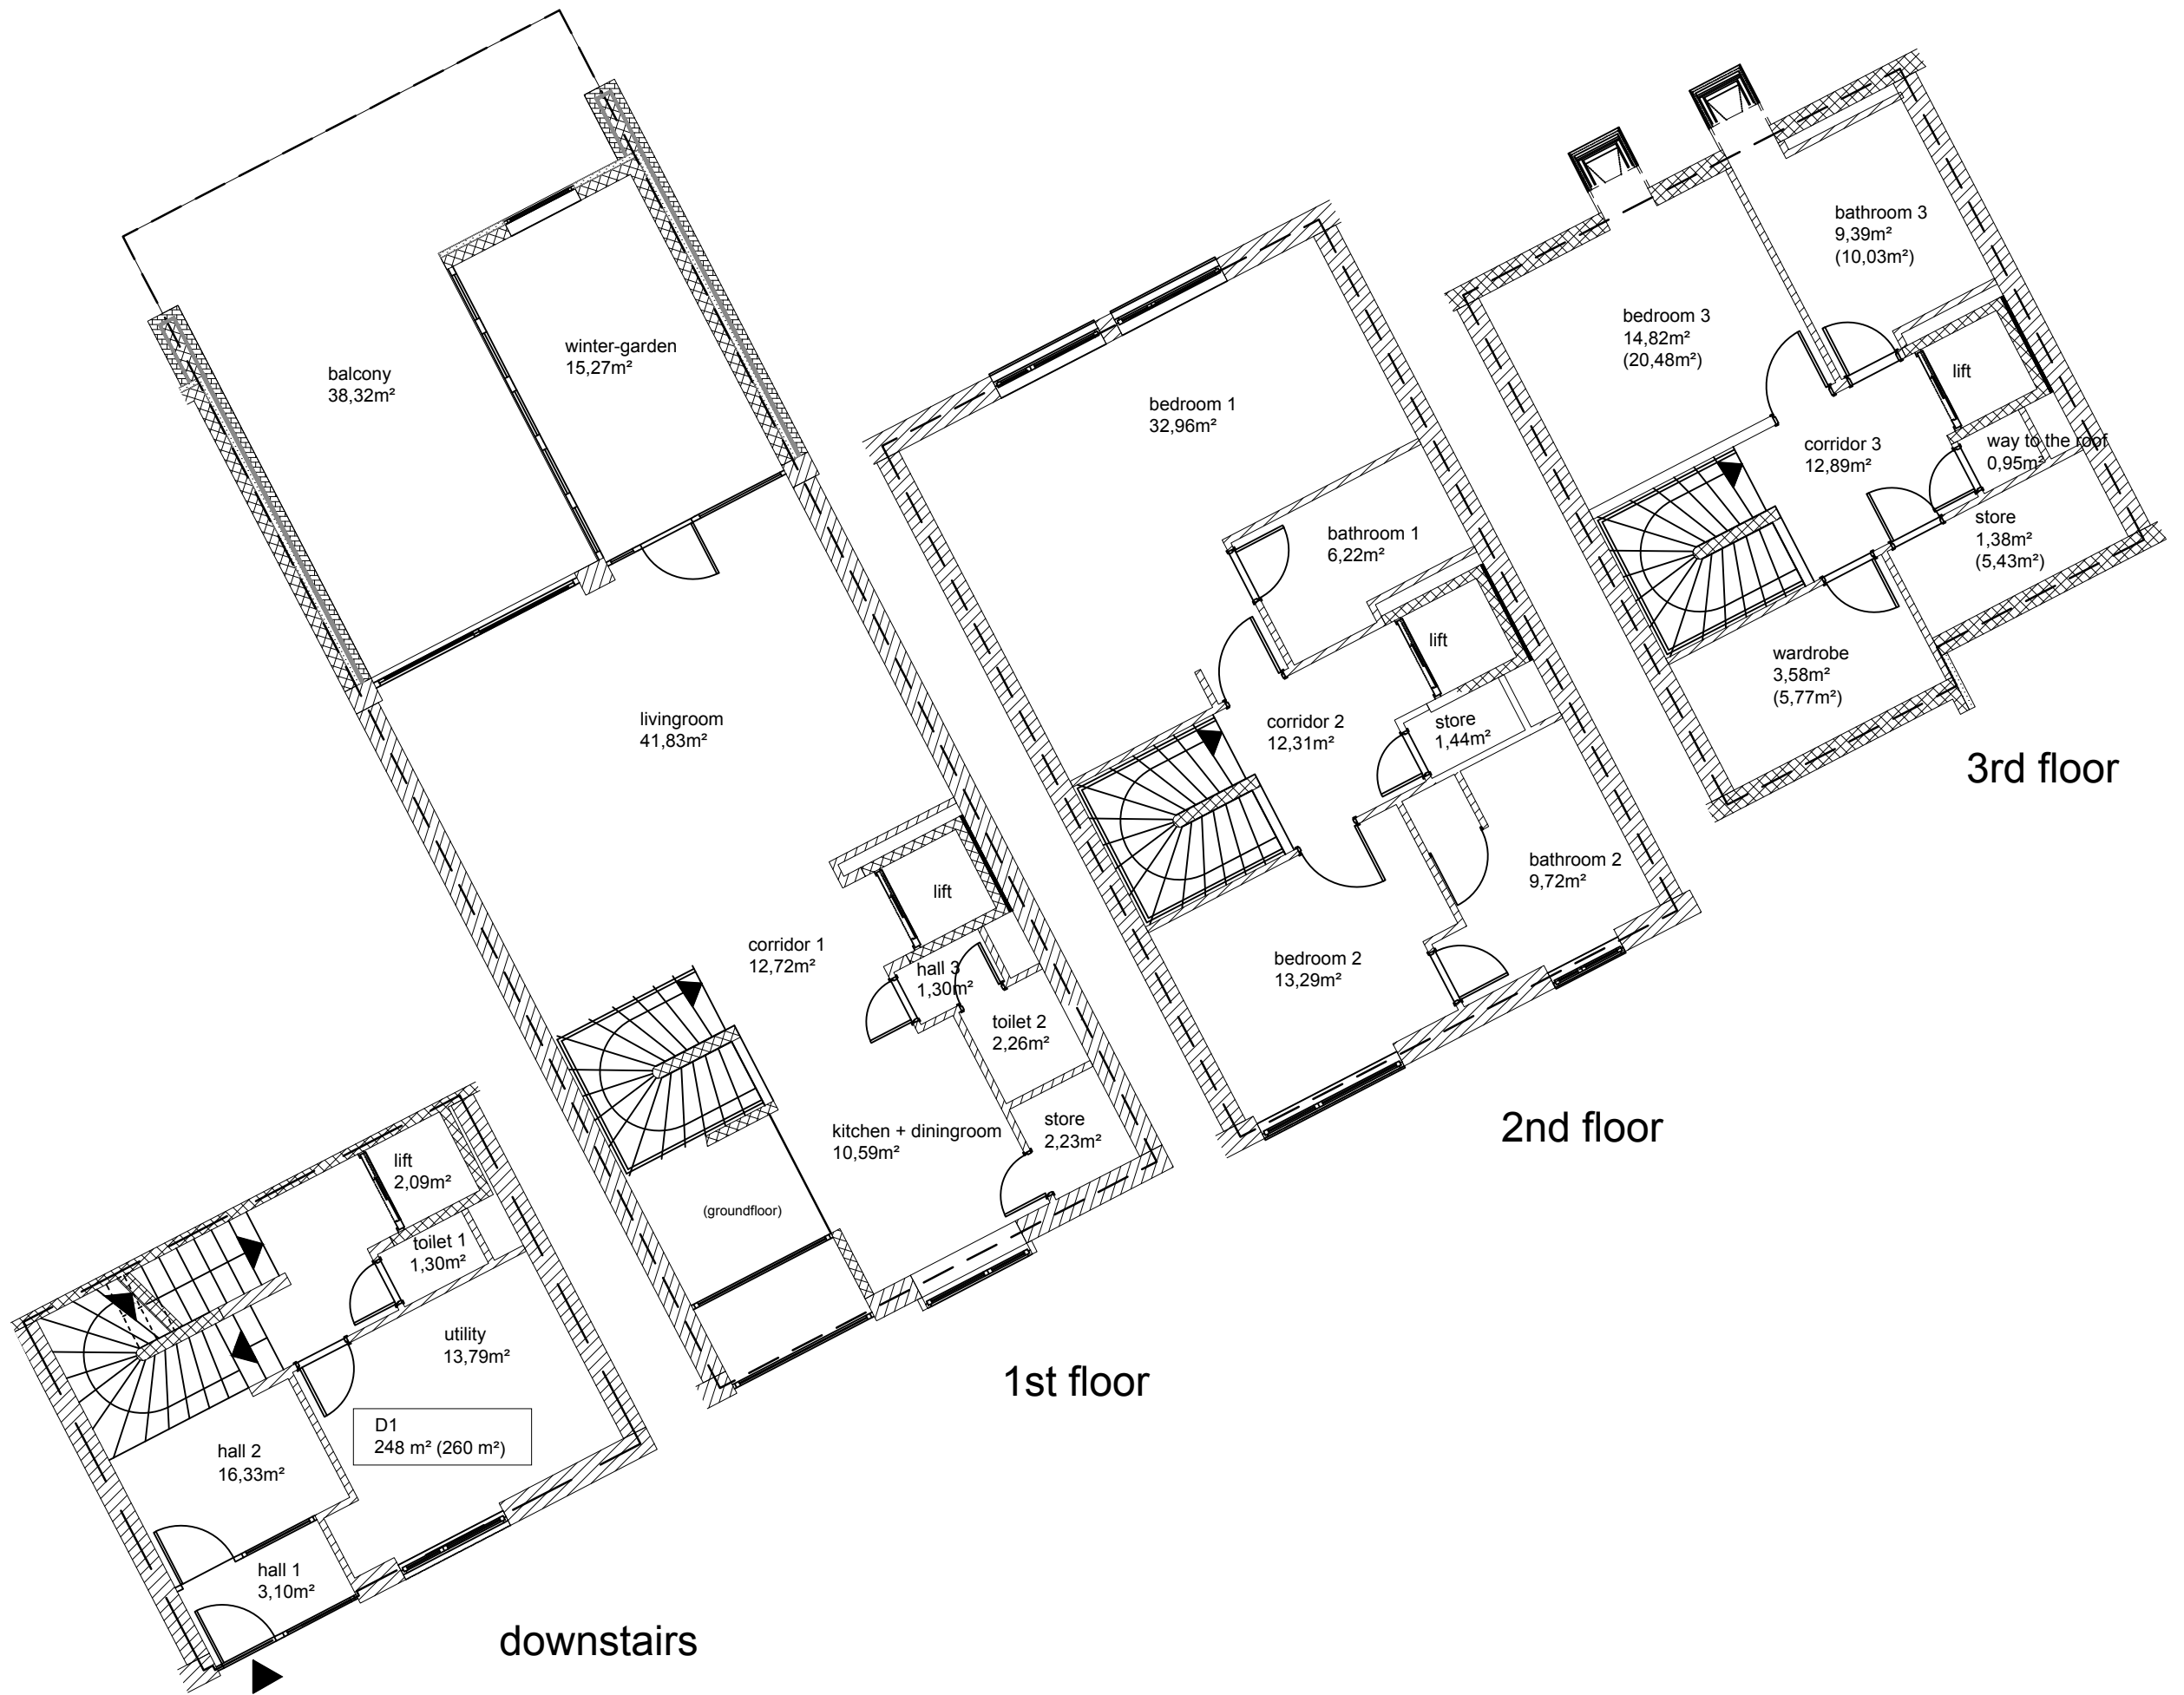 balcony
38,32m²
winter-garden
15,27m²
livingroom
41,83m²
corridor 1
12,72m²
lift
hall 3
1,30m²
toilet 2
2,26m²
store
2,23m²
kitchen + diningroom
10,59m²
(groundfloor)
1st floor
lift
2,09m²
toilet 1
1,30m²
utility
13,79m²
D1
248 m² (260 m²)
hall 2
16,33m²
hall 1
3,10m²
downstairs
bedroom 1
32,96m²
bathroom 1
6,22m²
lift
corridor 2
12,31m²
store
1,44m²
bathroom 2
9,72m²
bedroom 2
13,29m²
2nd floor
bathroom 3
9,39m²
(10,03m²)
bedroom 3
14,82m²
(20,48m²)
lift
corridor 3
12,89m²
way to the roof
0,95m²
store
1,38m²
(5,43m²)
wardrobe
3,58m²
(5,77m²)
3rd floor